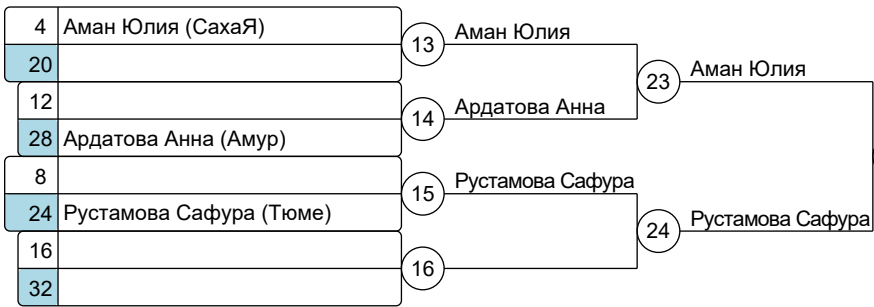 4 Аман Юлия (СахаЯ)
20
13 Аман Юлия
12
28 Ардатова Анна (Амур)
14 Ардатова Анна
23 Аман Юлия
8
24 Рустамова Сафура (Тюме)
15 Рустамова Сафура
16
32
16
24 Рустамова Сафура